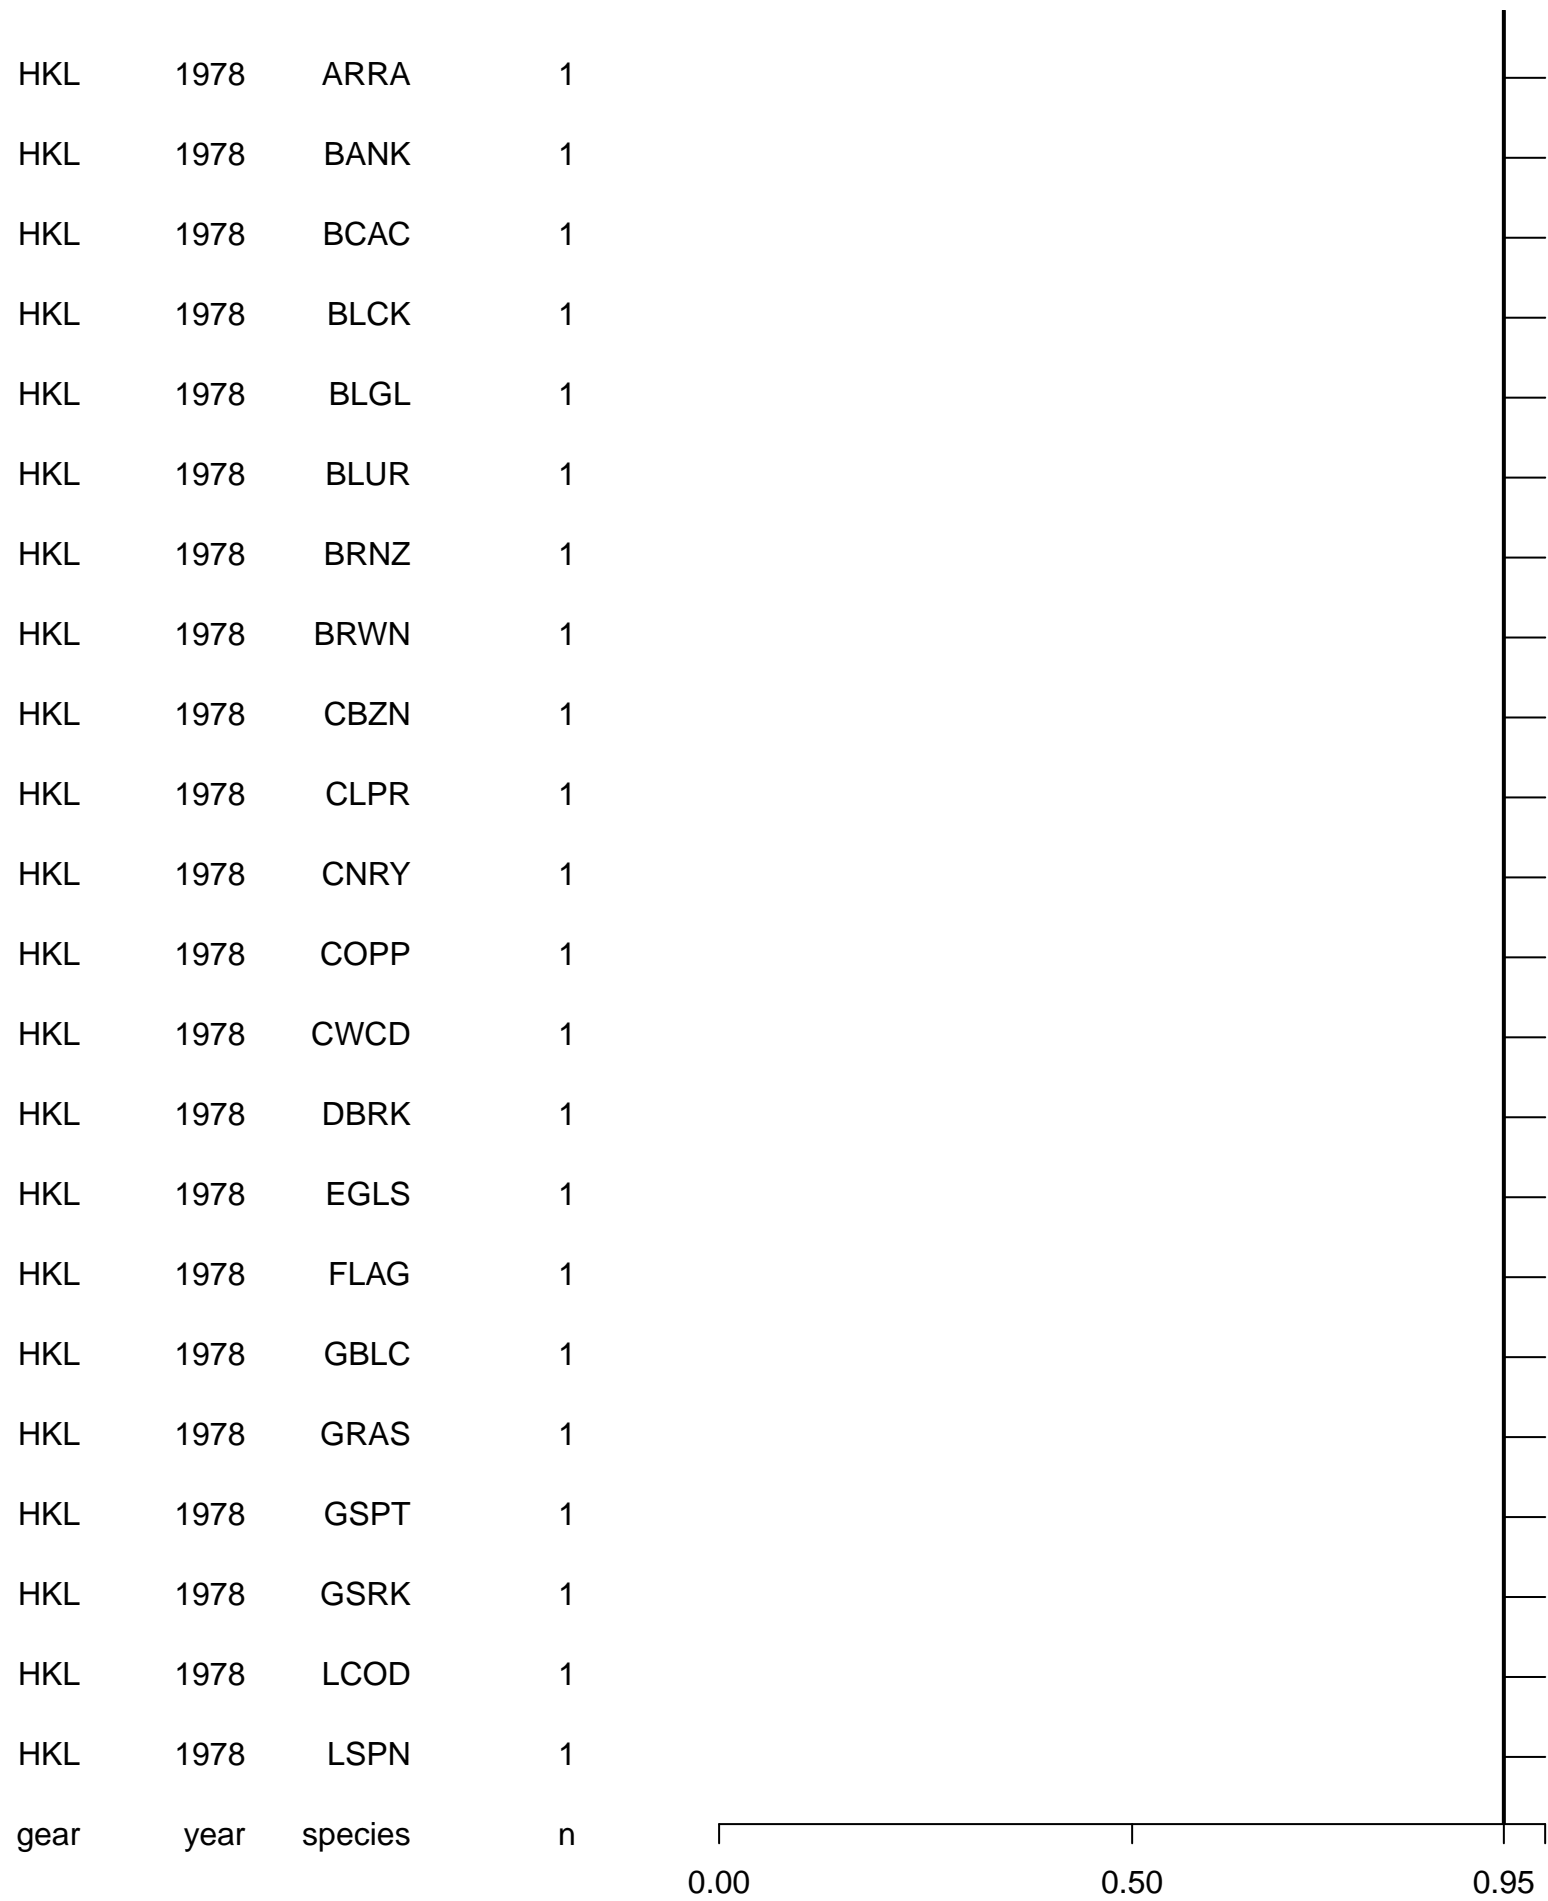 HKL 1978 ARRA 1
HKL 1978 BANK 1
HKL 1978 BCAC 1
HKL 1978 BLCK 1
HKL 1978 BLGL 1
HKL 1978 BLUR 1
HKL 1978 BRNZ 1
HKL 1978 BRWN 1
HKL 1978 CBZN 1
HKL 1978 CLPR 1
HKL 1978 CNRY 1
HKL 1978 COPP 1
HKL 1978 CWCD 1
HKL 1978 DBRK 1
HKL 1978 EGLS 1
HKL 1978 FLAG 1
HKL 1978 GBLC 1
HKL 1978 GRAS 1
HKL 1978 GSPT 1
HKL 1978 GSRK 1
HKL 1978 LCOD 1
HKL 1978 LSPN 1
gear year species n
0.00 0.50 0.95